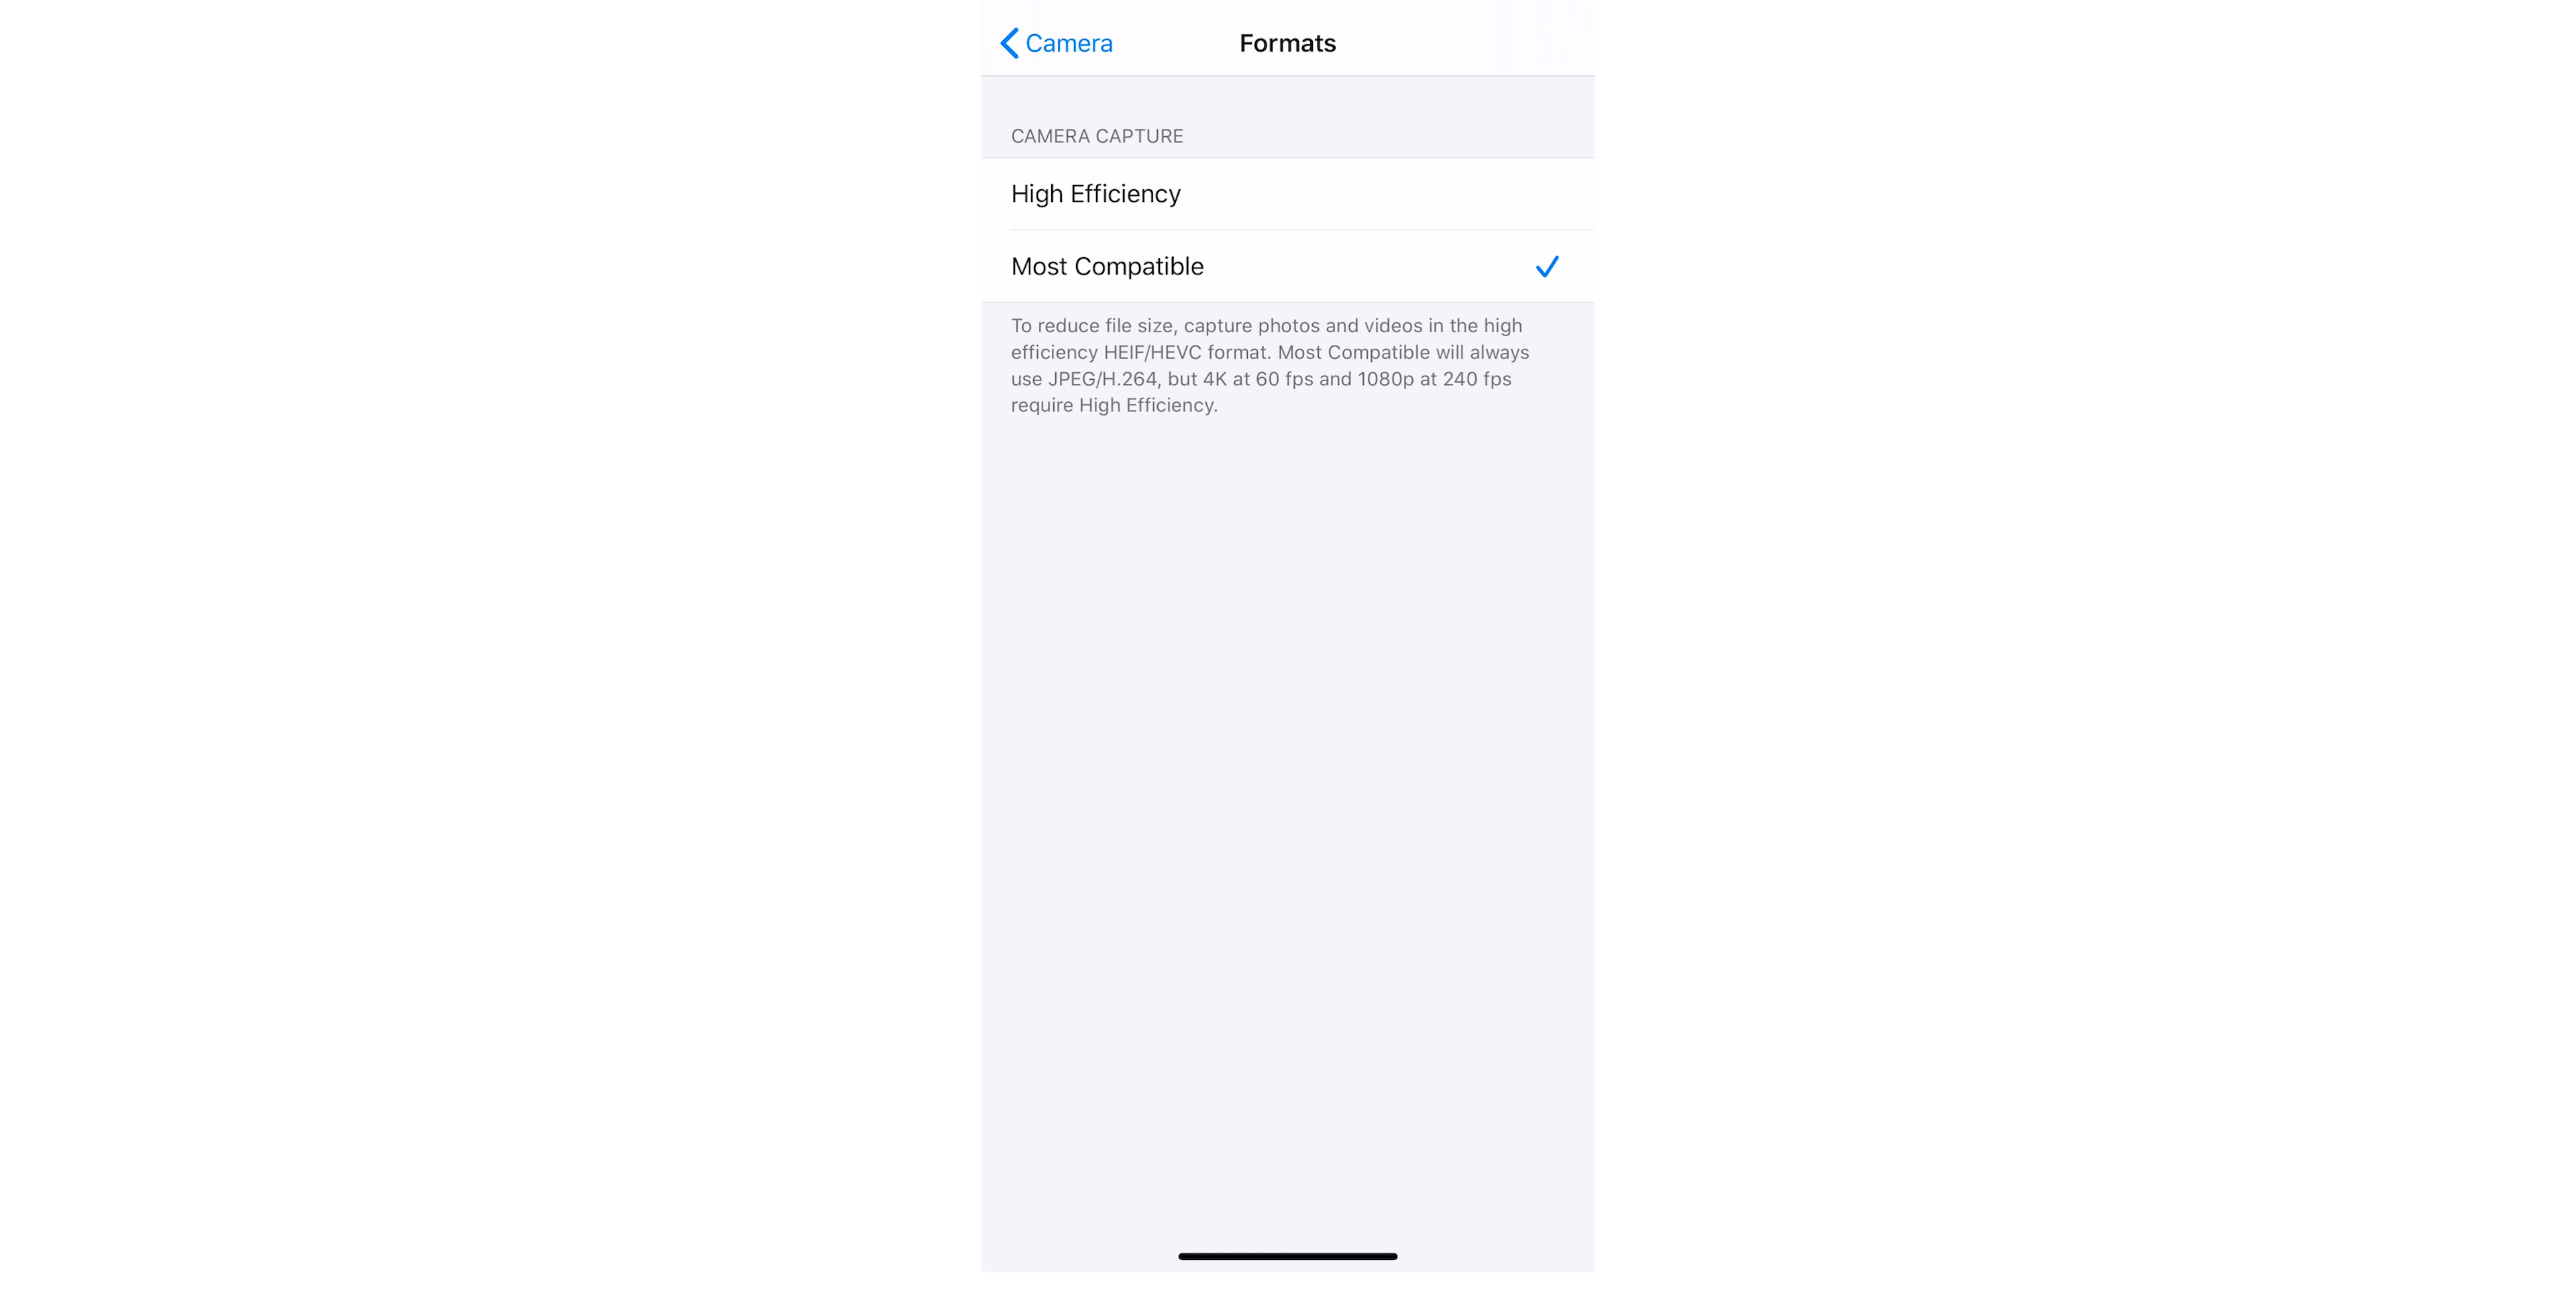 Camera
Formats
CAMERA CAPTURE
High Efficiency
Most Compatible
To reduce file size, capture photos and videos in the high
efficiency HEIF/HEVC format. Most Compatible will always
use JPEG/H.264, but 4K at 60 fps and 1080p at 240 fps
require High Efficiency.